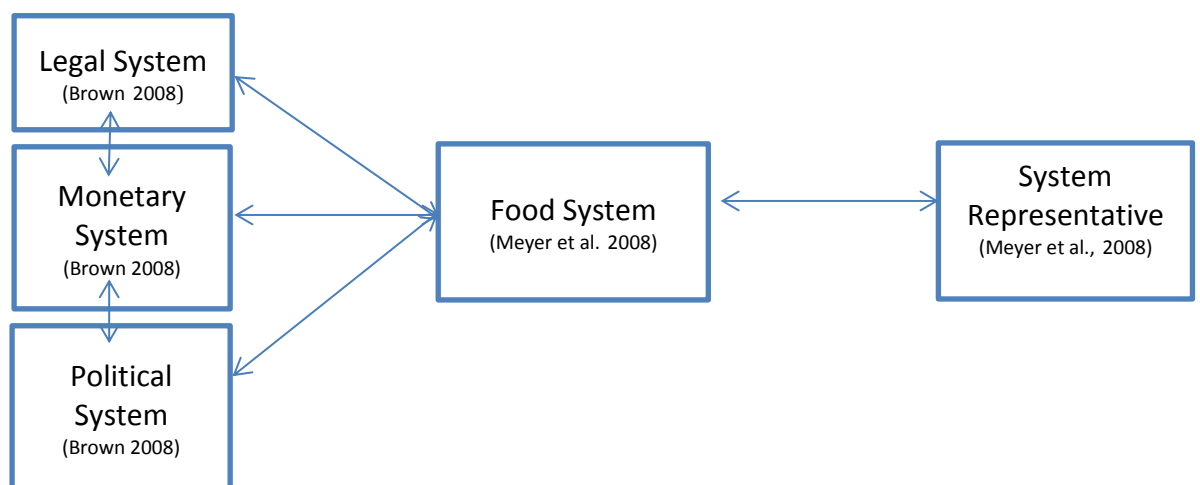 Legal System
(Brown 2008)
Monetary
System
(Brown 2008)
Political
System
(Brown 2008)
Food System
(Meyer et al. 2008)
System
Representative
(Meyer et al., 2008)